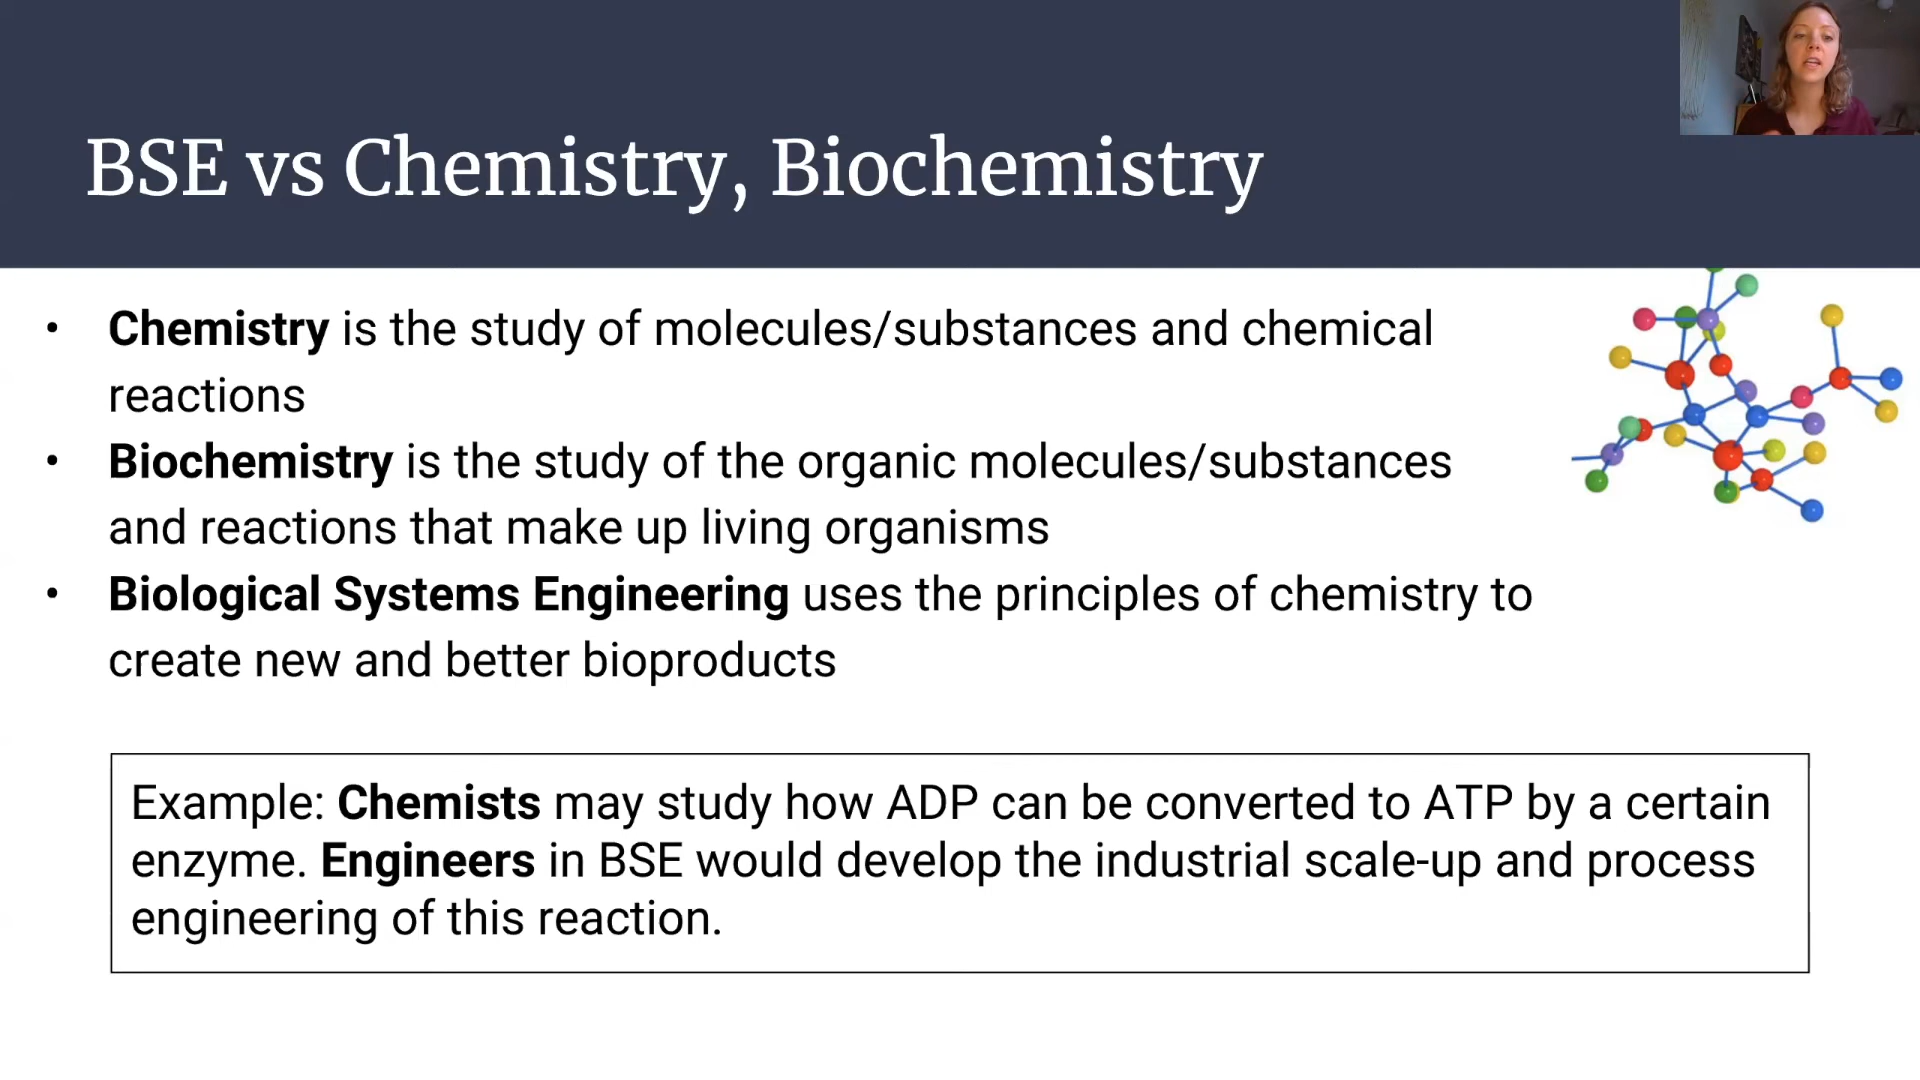 BSE vs Chemistry, Biochemistry
• Chemistry is the study of molecules/substances and chemical
reactions
• Biochemistry is the study of the organic molecules/substances
and reactions that make up living organisms
• Biological Systems Engineering uses the principles of chemistry to
create new and better bioproducts
Example: Chemists may study how ADP can be converted to ATP by a certain
enzyme. Engineers in BSE would develop the industrial scale-up and process
engineering of this reaction.